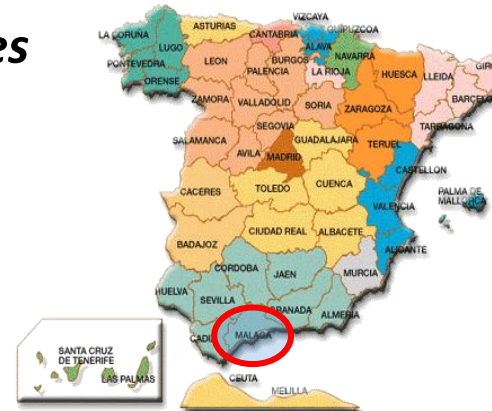 es
LA CORUÑA
LUGO
PONTEVEDRA
ORENSE
ASTURIAS
CANTABRIA
VIZCAYA
GUIPUZCOA
ALAVA
NAVARRA
LEON
PALENCIA
BURGOS
LA RIOJA
HUESCA
LLEIDA
GIR
BARCEL
ZAMORA
VALLADOLID
SORIA
ZARAGOZA
TARRAGONA
SEGOVIA
SALAMANCA
AVILA
MADRID
GUADALAJARA
TERUEL
CASTELLON
CACERES
TOLEDO
CUENCA
VALENCIA
PALMA DE
MALLORCA
BADAJOZ
CIUDAD REAL
ALBACETE
ALICANTE
CORDOBA
JAEN
MURCIA
HUELVA
SEVILLA
GRANADA
ALMERIA
CADIZ
MALAGA
SANTA CRUZ
DE TENERIFE
LAS PALMAS
CEUTA
MELILLA